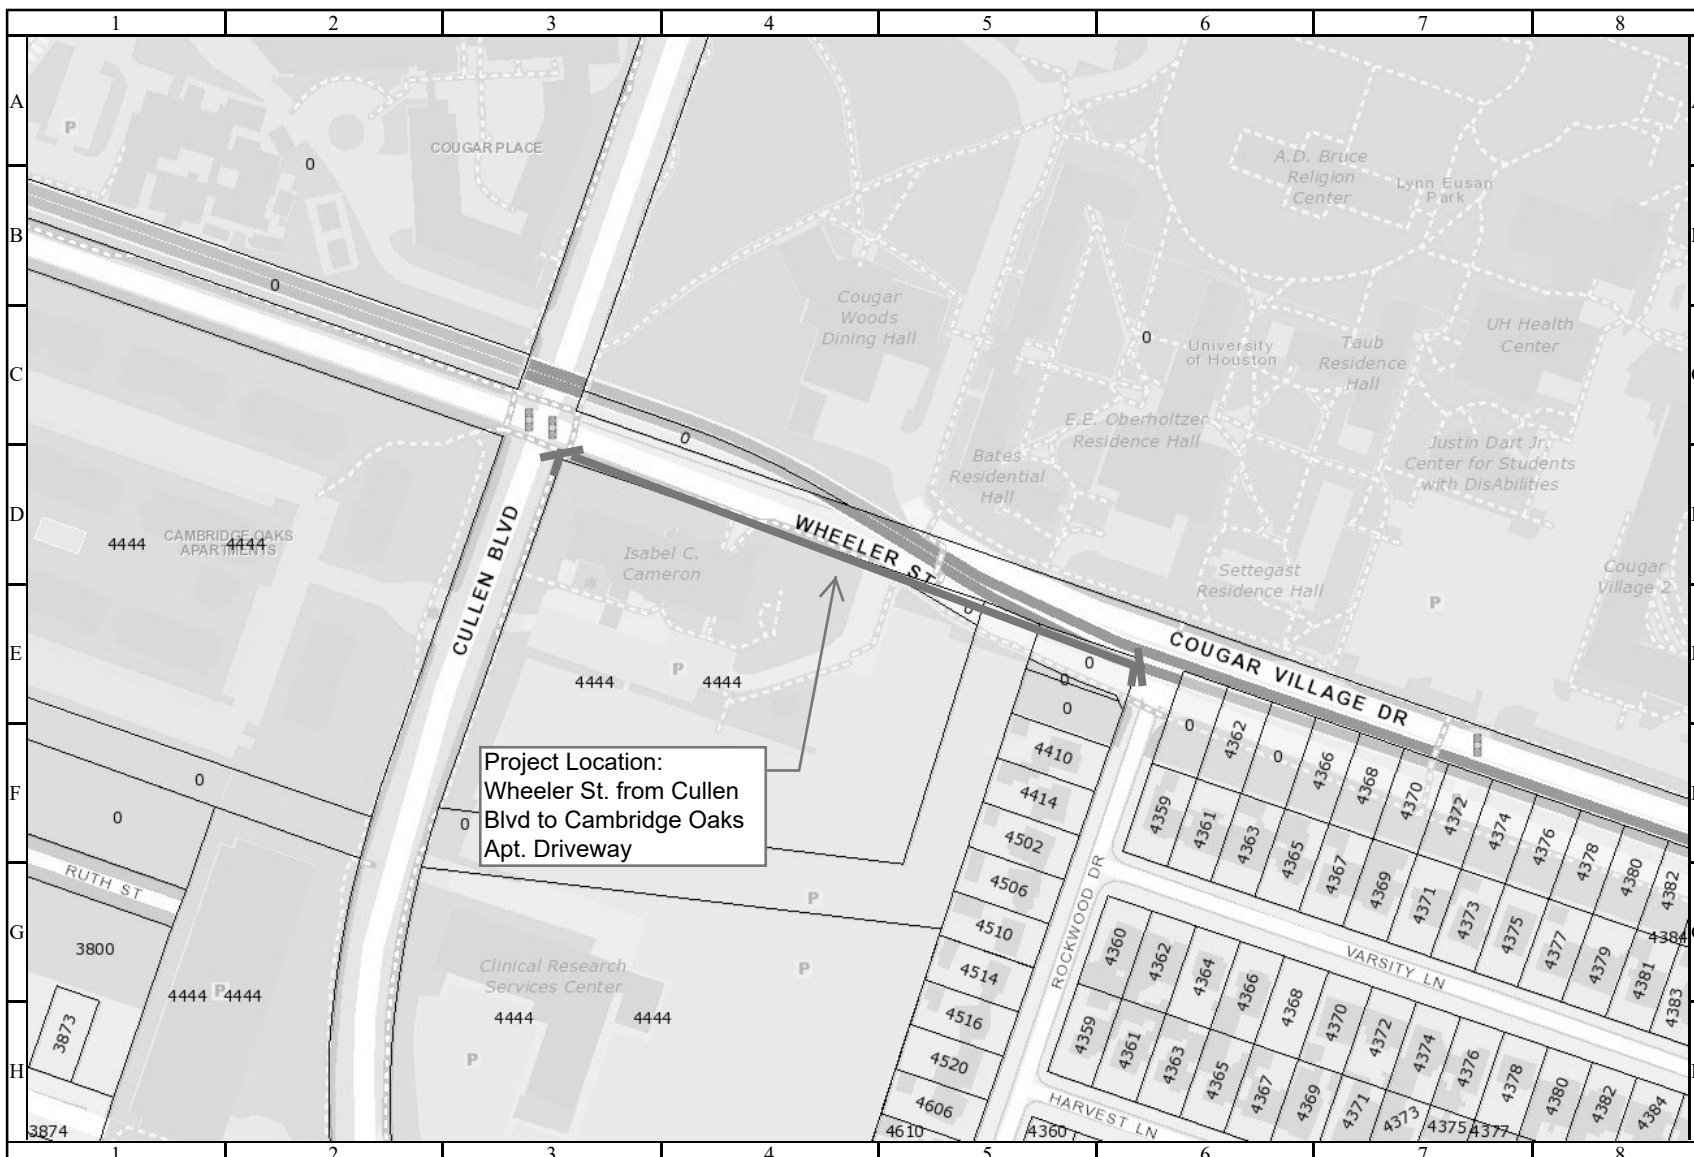 1 2 3 4 5 6 7 8
A
B
C
D
E
F
G
H
P
COUGAR PLACE
0
A.D. Bruce
Religion
Center
Lynn Eusan
Park
0
Cougar
Woods
Dining Hall
0
University
of Houston
Taub
Residence
Hall
UH Health
Center
0
E.E. Oberholtzer
Residence Hall
Bates
Residential
Hall
Justin Dart Jr.
Center for Students
with DisAbilities
4444
CAMBRIDGE OAKS
APARTMENTS
4444
CULLEN BLVD
Isabel C.
Cameron
WHEELER ST
Settegast
Residence Hall
P
Cougar
Village 2
0
COUGAR VILLAGE DR
4444
P
4444
0
0
0
4410
4414
4502
4506
4510
4514
4516
4520
4606
4610
Project Location:
Wheeler St. from Cullen
Blvd to Cambridge Oaks
Apt. Driveway
0
0
0
RUTH ST
3800
4444
P
4444
3873
3874
Clinical Research
Services Center
4444
4444
P
P
P
ROCKWOOD DR
0
4362
0
4366
4368
4370
4372
4374
4376
4378
4380
4382
4384
4359
4361
4363
4365
4367
4369
4371
4373
4375
4377
4379
4381
4383
VARSITY LN
4360
4362
4364
4366
4368
4370
4372
4374
4376
4378
4380
4382
4384
4359
4361
4363
4365
4367
4369
4371
4373
4375
4377
HARVEST LN
4360
1 2 3 4 5 6 7 8